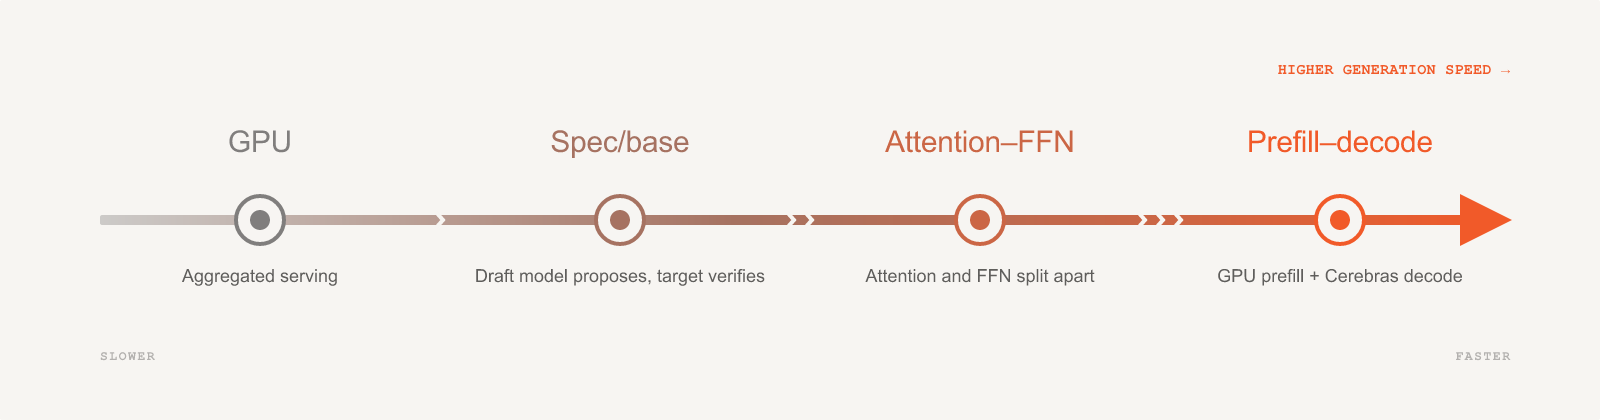 HIGHER GENERATION SPEED →
GPU
Spec/base
Attention–FFN
Prefill–decode
Aggregated serving
Draft model proposes, target verifies
Attention and FFN split apart
GPU prefill + Cerebras decode
SLOWER
FASTER